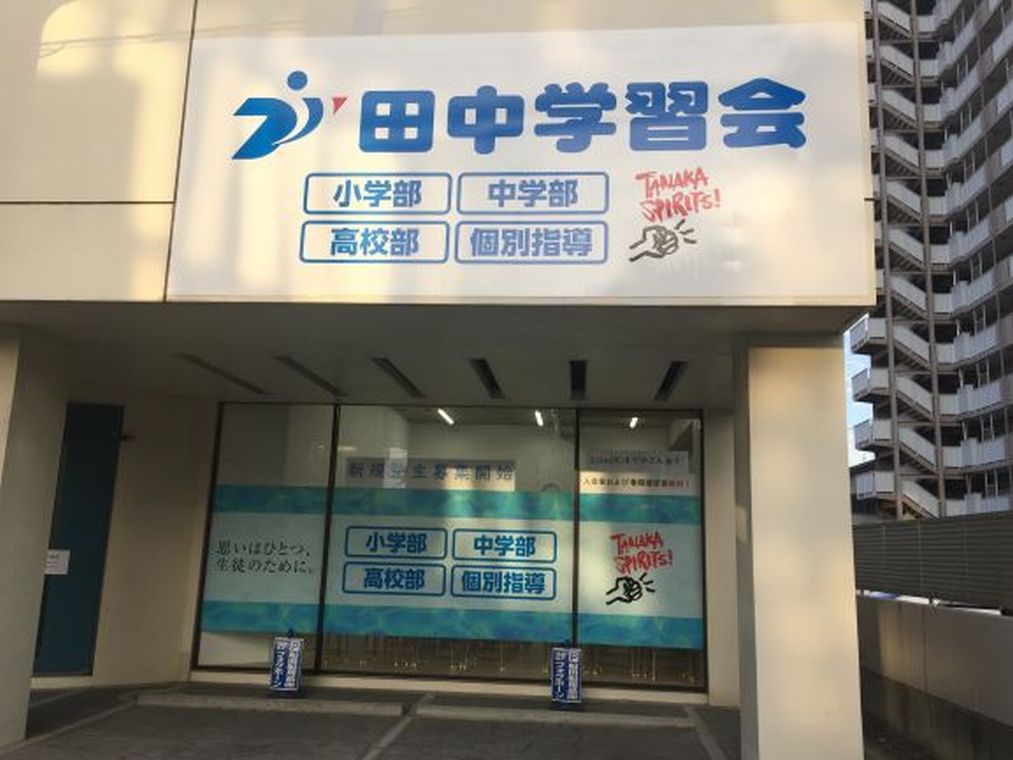 田中学習会
小学部
中学部
高校部
個別指導
TANAKA
SPIRITS!
新規学生募集開始
思いはひとつ、
生徒のために。
小学部
中学部
高校部
個別指導
TANAKA
SPIRITS!